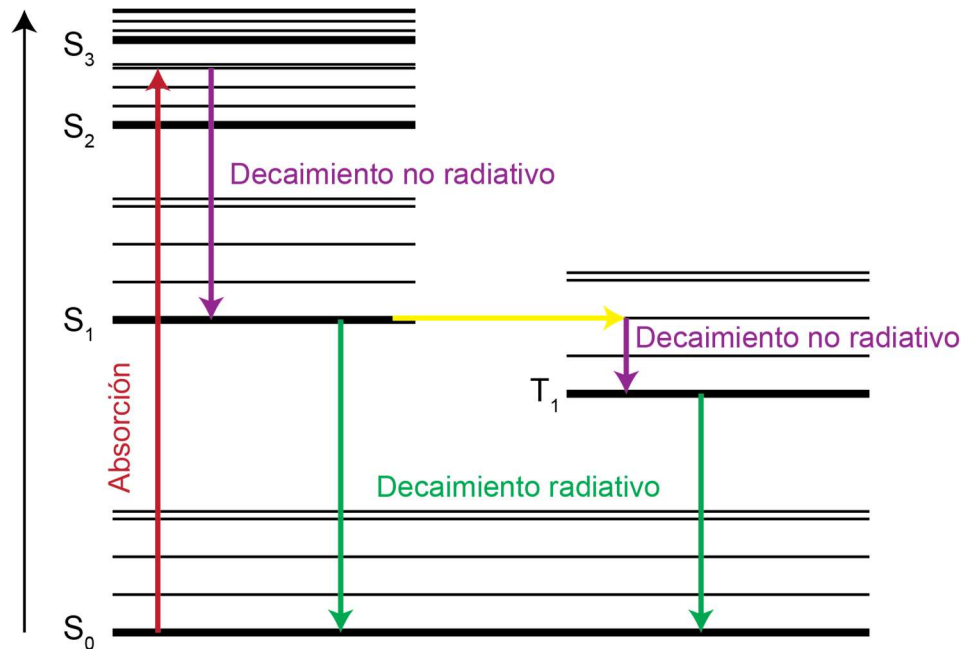 S3
S2
Decaimiento no radiativo
S1
Decaimiento no radiativo
T1
Absorción
Decaimiento radiativo
S0